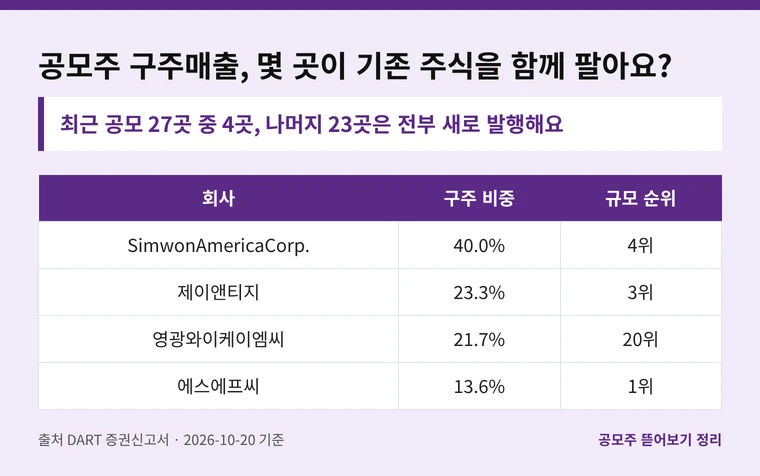 공모주 구주매출, 몇 곳이 기존 주식을 함께 팔아요?
최근 공모 27곳 중 4곳, 나머지 23곳은 전부 새로 발행해요
회사 구주 비중 규모 순위
SimwonAmericaCorp. 40.0% 4위
제이앤티지 23.3% 3위
영광와이케이엠씨 21.7% 20위
에스에프씨 13.6% 1위
출처 DART 증권신고서 · 2026-10-20 기준 공모주 뜯어보기 정리